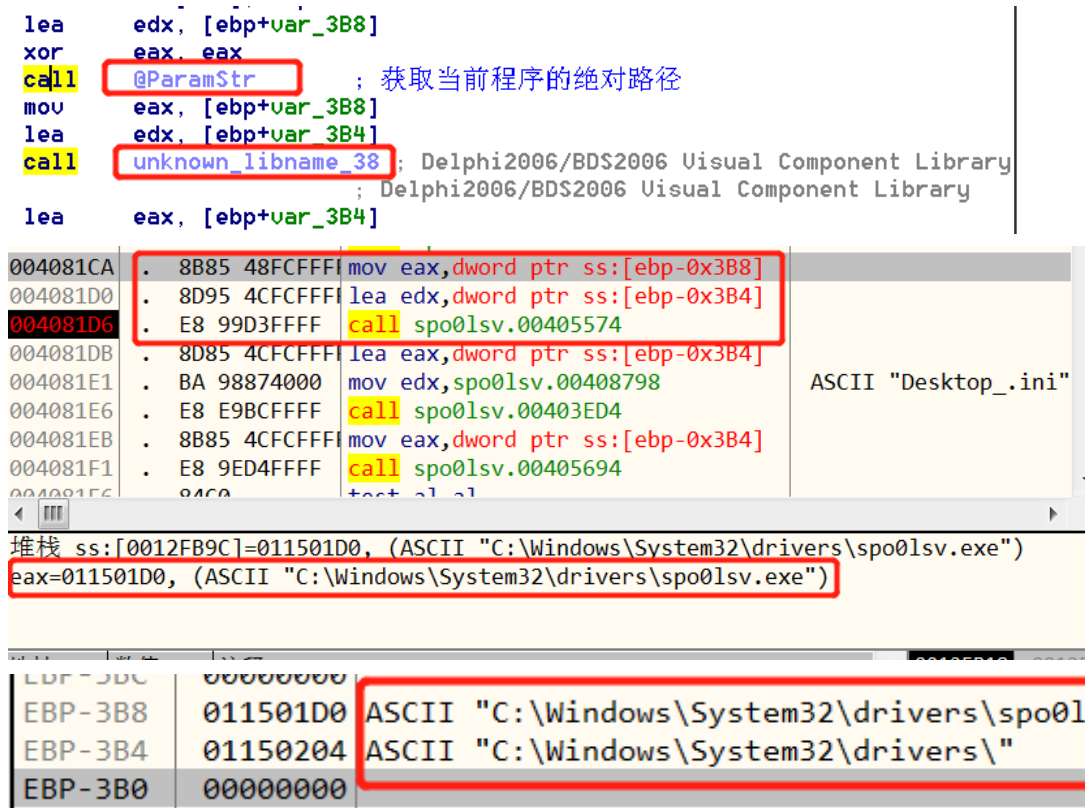 lea edx, [ebp+var_3B8]
xor eax, eax
call @ParamStr ; 获取当前程序的绝对路径
mov eax, [ebp+var_3B8]
lea edx, [ebp+var_3B4]
call unknown_libname_38 ; Delphi2006/BDS2006 Visual Component Library
; Delphi2006/BDS2006 Visual Component Library
lea eax, [ebp+var_3B4]
004081CA . 8B85 48FCFFFF mov eax,dword ptr ss:[ebp-0x3B8]
004081D0 . 8D95 4CFCFFFF lea edx,dword ptr ss:[ebp-0x3B4]
004081D6 . E8 99D3FFFF call spo0lsv.00405574
004081DB . 8D85 4CFCFFFF lea eax,dword ptr ss:[ebp-0x3B4]
004081E1 . BA 98874000 mov edx,spo0lsv.00408798 ASCII "Desktop_.ini"
004081E6 . E8 E9BCFFFF call spo0lsv.00403ED4
004081EB . 8B85 4CFCFFFF mov eax,dword ptr ss:[ebp-0x3B4]
004081F1 . E8 9ED4FFFF call spo0lsv.00405694
堆栈 ss:[0012FB9C]=011501D0, (ASCII "C:\Windows\System32\drivers\spo0lsv.exe")
eax=011501D0, (ASCII "C:\Windows\System32\drivers\spo0lsv.exe")
EBP-3BC 00000000
EBP-3B8 011501D0 ASCII "C:\Windows\System32\drivers\spo0l
EBP-3B4 01150204 ASCII "C:\Windows\System32\drivers\"
EBP-3B0 00000000